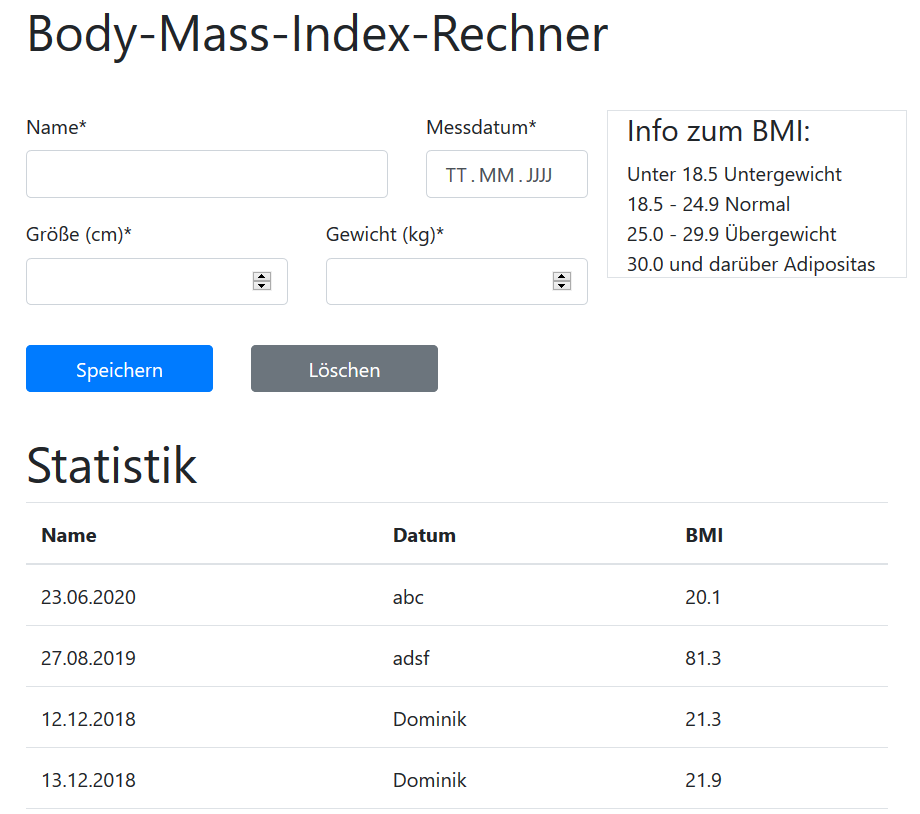 Body-Mass-Index-Rechner
Name*
Messdatum*
TT.MM.JJJJ
Größe (cm)*
Gewicht (kg)*
Info zum BMI:
Unter 18.5 Untergewicht
18.5 - 24.9 Normal
25.0 - 29.9 Übergewicht
30.0 und darüber Adipositas
Speichern Löschen
Statistik
Name Datum BMI
23.06.2020 abc 20.1
27.08.2019 adsf 81.3
12.12.2018 Dominik 21.3
13.12.2018 Dominik 21.9